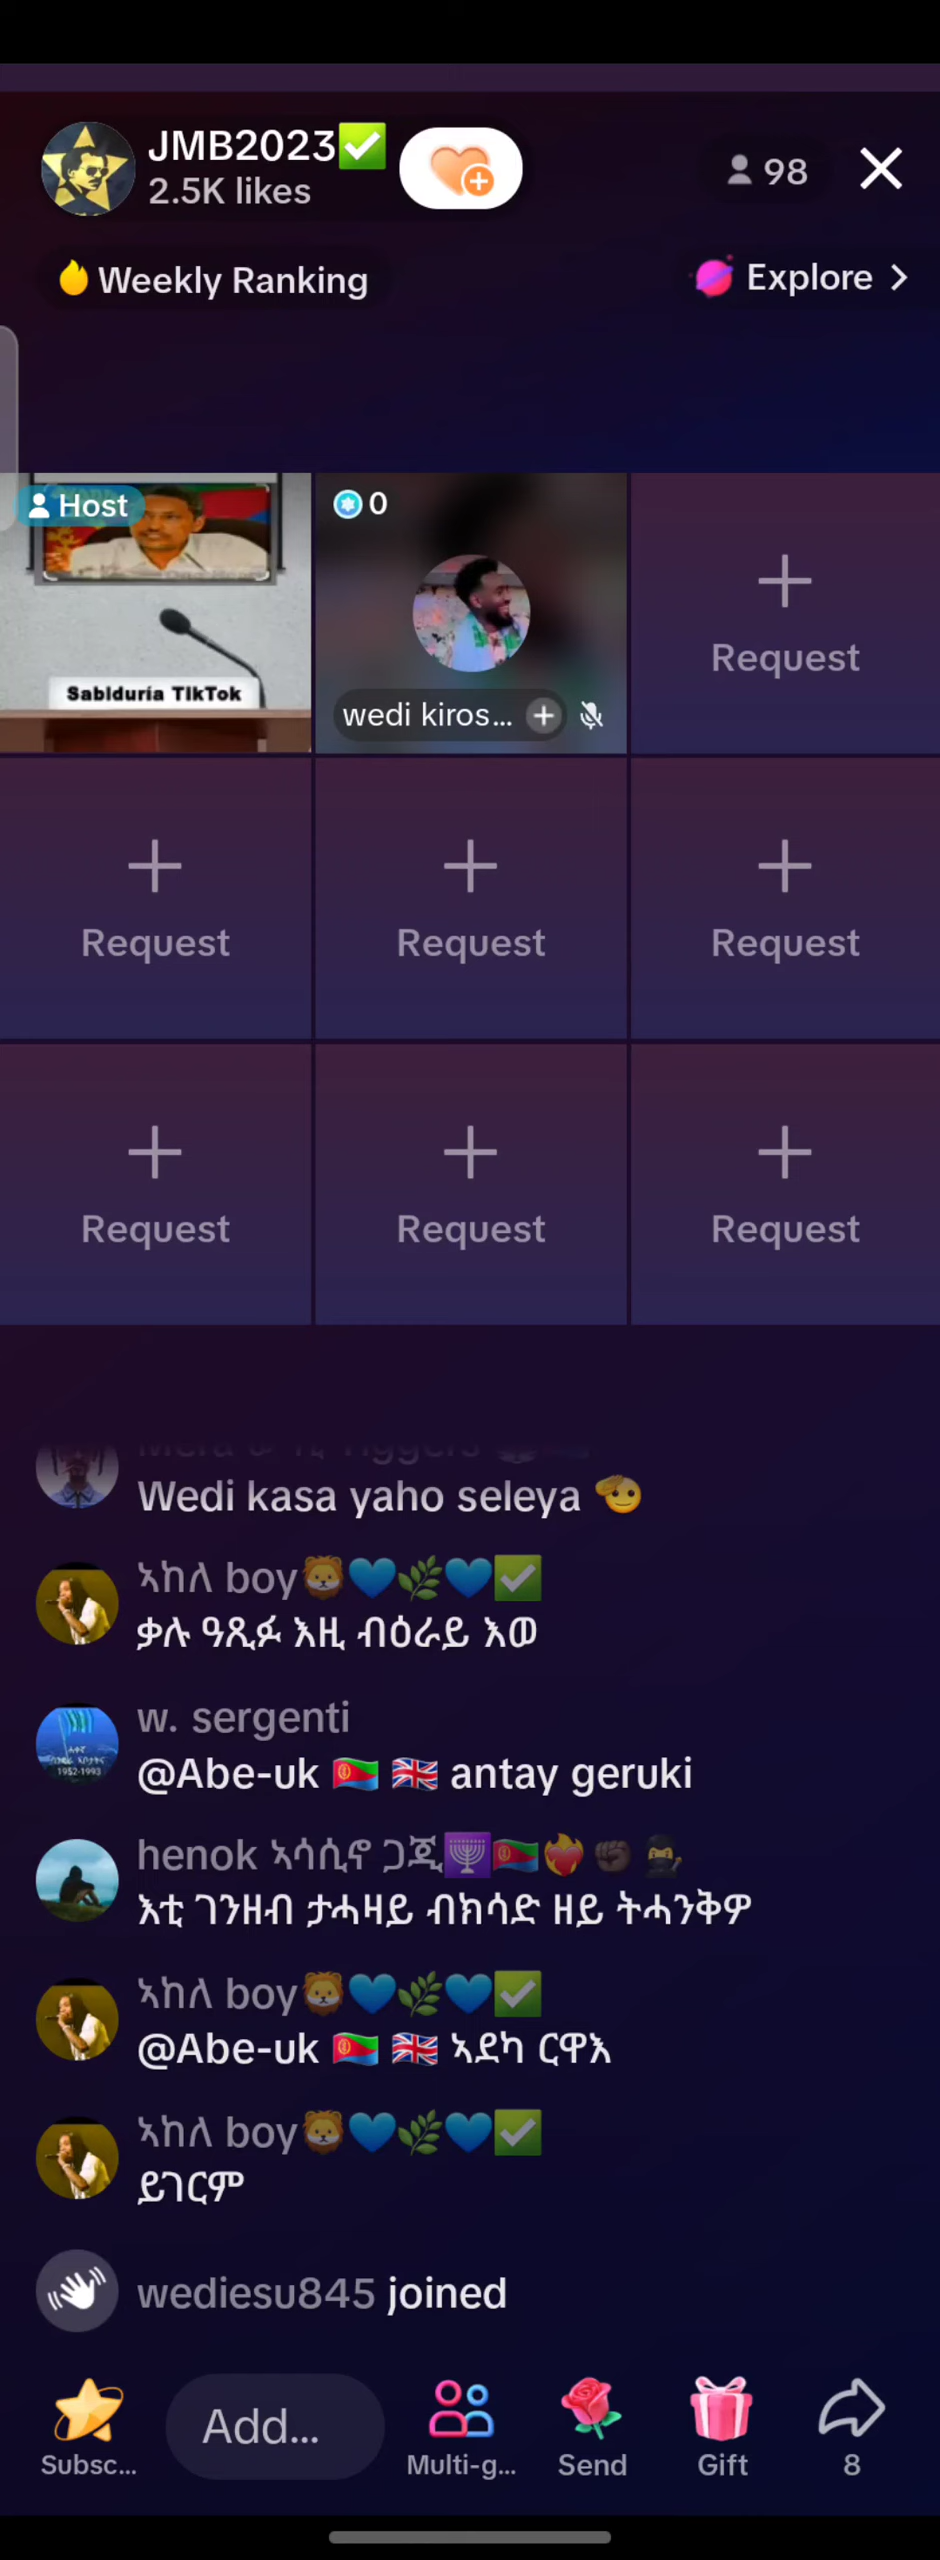 JMB2023✅
2.5K likes
98
Weekly Ranking
Explore
Host
Sabiduría TikTok
0
wedi kiros...
Request
Request
Request
Request
Request
Request
Request
Wedi kasa yaho seleya 🫡
ኣከለ boy🦁💙🌿💙✅
ቃሉ ዓጺፉ እዚ ብዕራይ እወ
w. sergenti
@Abe-uk 🇪🇷 🇬🇧 antay geruki
henok ኣሳሲኖ ጋጂ🕎🇪🇷❤️‍🔥✊🏿🥷
እቲ ገንዘብ ታሓዛይ ብክሳድ ዘይ ትሓንቅዎ
ኣከለ boy🦁💙🌿💙✅
@Abe-uk 🇪🇷 🇬🇧 ኣደካ ርዋእ
ኣከለ boy🦁💙🌿💙✅
ይገርም
wediesu845 joined
Add...
Subsc...
Multi-g...
Send
Gift
8